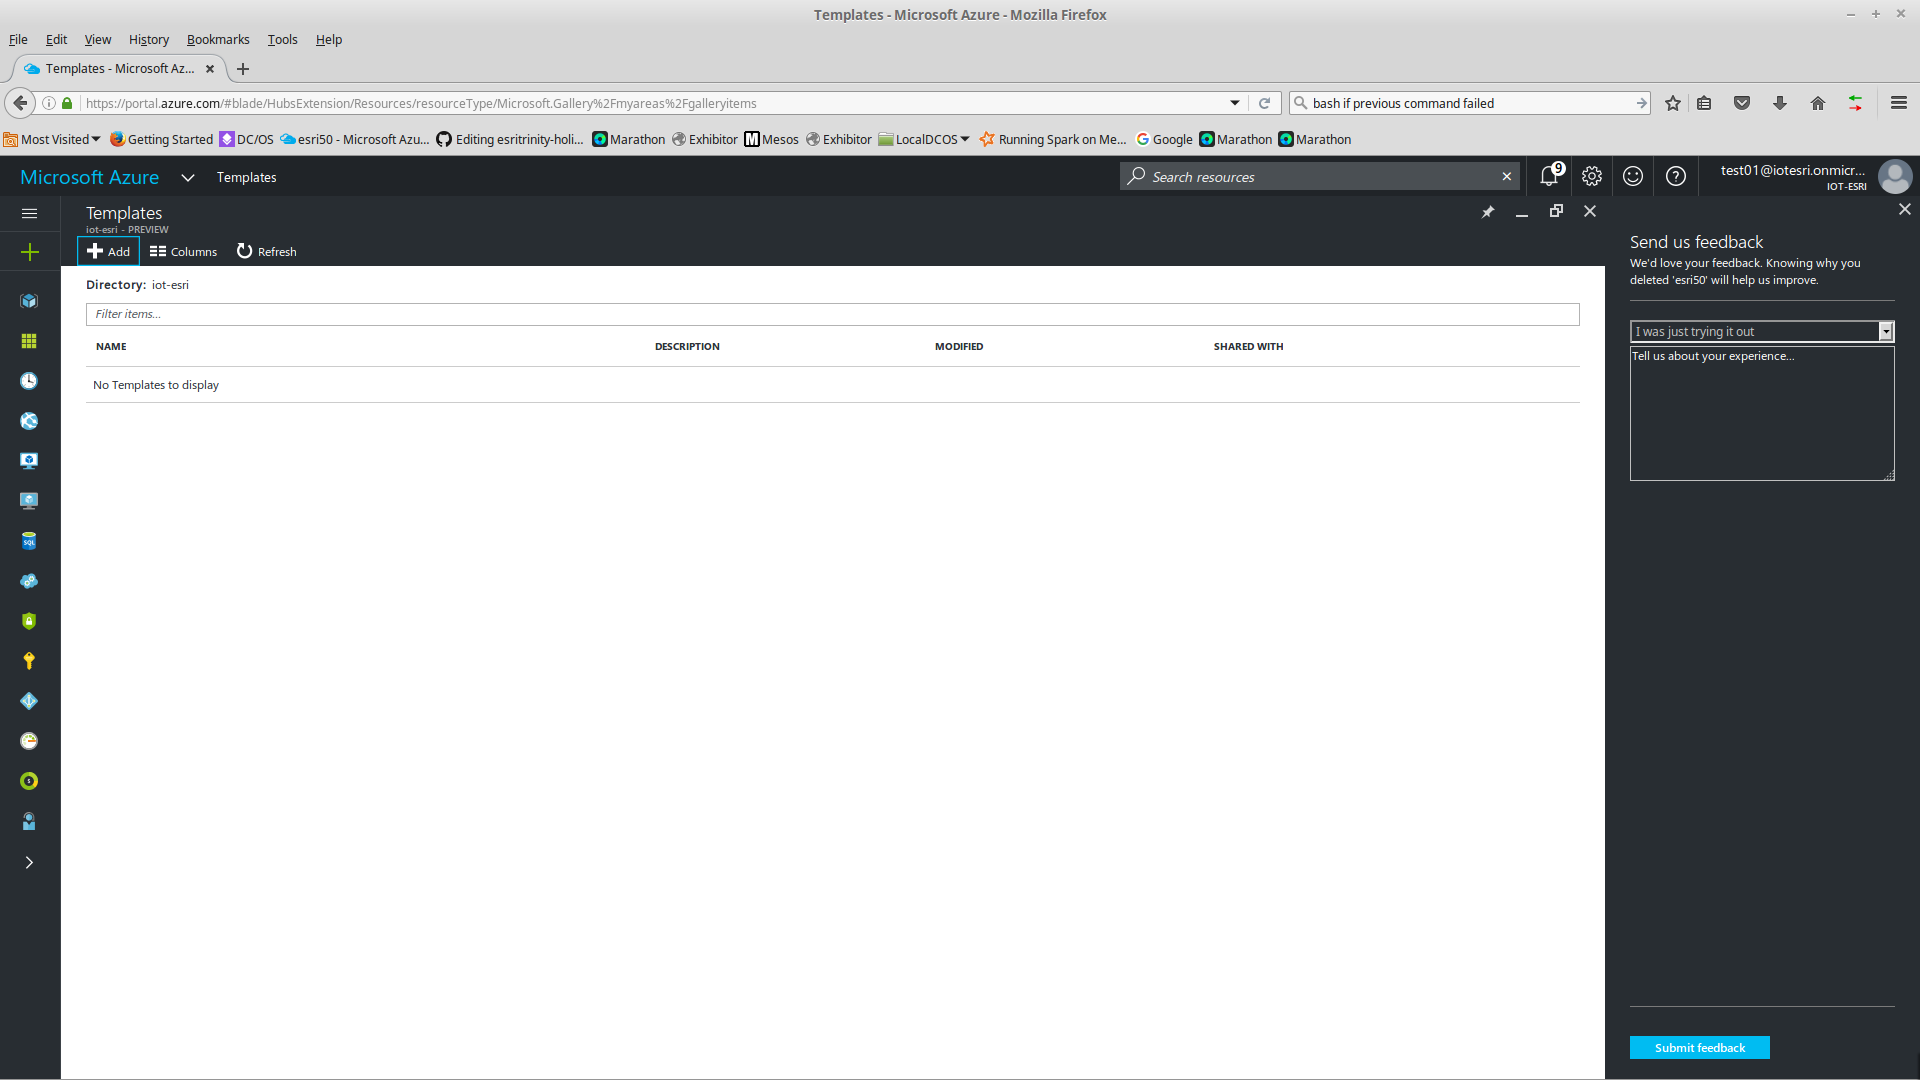 Templates - Microsoft Azure - Mozilla Firefox
File Edit View History Bookmarks Tools Help
Templates - Microsoft Az...
https://portal.azure.com/#blade/HubsExtension/Resources/resourceType/Microsoft.Gallery%2Fmyareas%2Fgalleryitems
bash if previous command failed
Most Visited Getting Started DC/OS esri50 - Microsoft Azu... Editing esritrinity-holi... Marathon Exhibitor Mesos Exhibitor LocalDCOS Running Spark on Me... Google Marathon Marathon
Microsoft Azure Templates Search resources 9 test01@iotesri.onmicr...
IOT-ESRI
Templates
iot-esri - PREVIEW
Add Columns Refresh
Directory: iot-esri
Filter items...
NAME DESCRIPTION MODIFIED SHARED WITH
No Templates to display
Send us feedback
We'd love your feedback. Knowing why you
deleted 'esri50' will help us improve.
I was just trying it out
Tell us about your experience...
SQL
Submit feedback